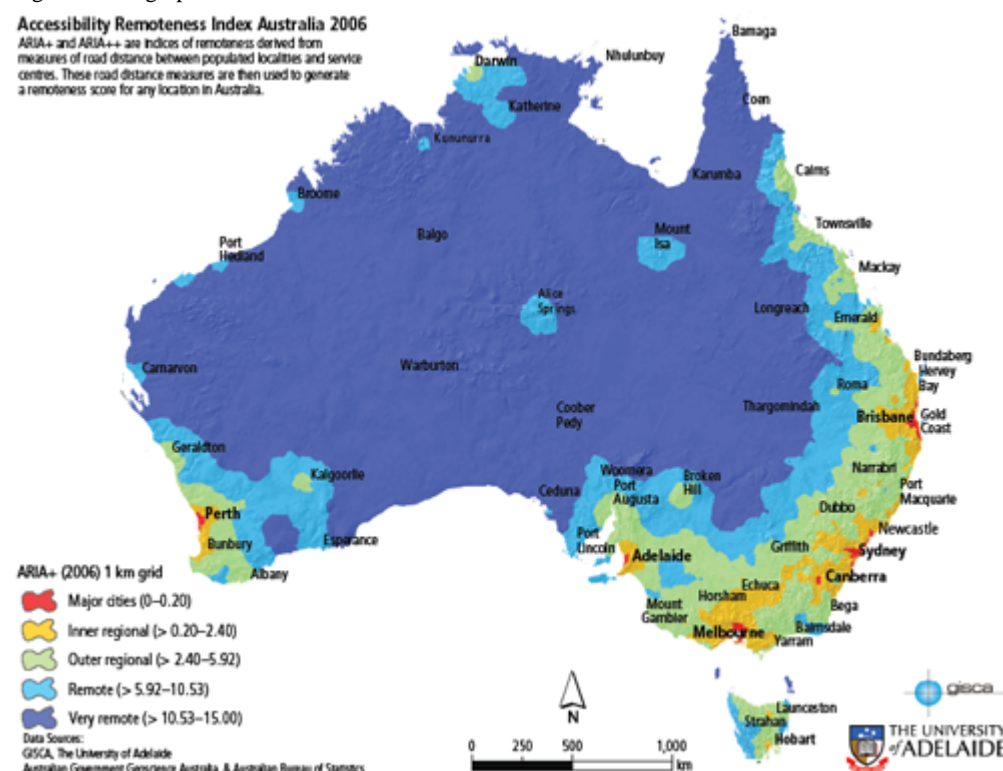 Accessibility Remoteness Index Australia 2006
ARIA+ and ARIA++ are indices of remoteness derived from
measures of road distance between populated localities and service
centres. These road distance measures are then used to generate
a remoteness score for any location in Australia.
Bamaga
Nhulunbuy
Darwin
Katherine
Coen
Kununurra
Karumba
Cairns
Broome
Balgo
Mount
Isa
Townsville
Port
Hedland
Mackay
Alice
Springs
Longreach
Emerald
Carnarvon
Warburton
Bundaberg
Hervey
Bay
Roma
Coober
Pedy
Thargomindah
Brisbane
Gold
Coast
Geraldton
Kalgoorlie
Woomera
Broken
Hill
Narrabri
Ceduna
Port
Augusta
Port
Macquarie
Perth
Dubbo
Newcastle
Bunbury
Esperance
Port
Lincoln
Adelaide
Griffith
Sydney
Albany
Echuca
Canberra
Horsham
Mount
Gambier
Bega
Melbourne
Bairnsdale
Yarram
Launceston
Strahan
Hobart
ARIA+ (2006) 1 km grid
Major cities (0–0.20)
Inner regional (> 0.20–2.40)
Outer regional (> 2.40–5.92)
Remote (> 5.92–10.53)
Very remote (> 10.53–15.00)
Data Sources:
GISCA, The University of Adelaide
Australian Government Geoscience Australia, & Australian Bureau of Statistics
N
0 250 500 1,000
km
gisca
THE UNIVERSITY
of ADELAIDE